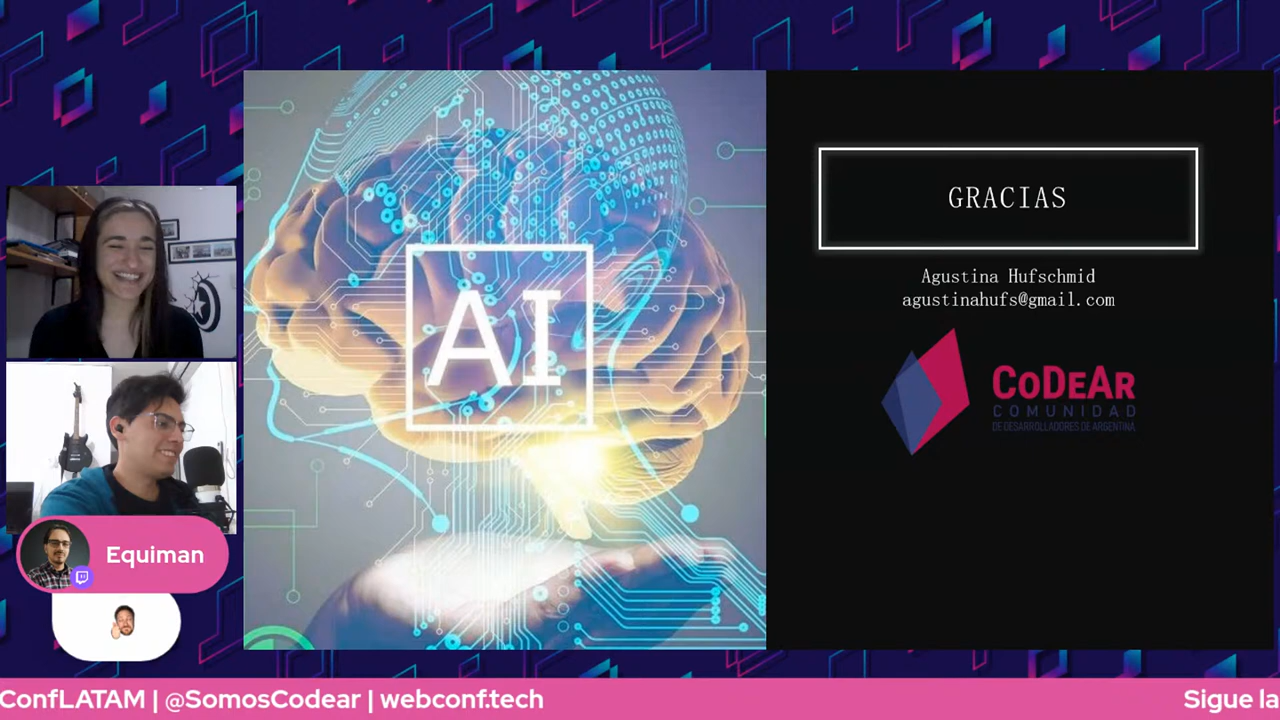 AI
GRACIAS
Agustina Hufschmid
agustinahufs@gmail.com
CoDeAr
COMUNIDAD
DE DESARROLLADORES DE ARGENTINA
Equiman
ConfLATAM | @SomosCodear | webconf.tech
Sigue la